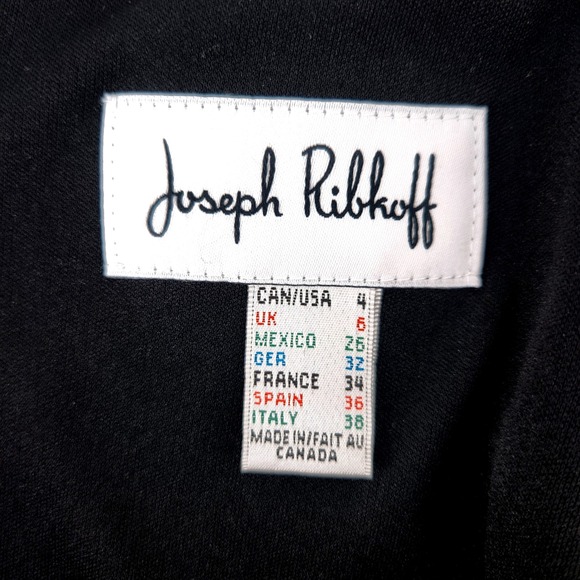 Joseph Ribkoff
CAN/USA 4
UK 6
MEXICO 26
GER 32
FRANCE 34
SPAIN 36
ITALY 38
MADE IN/FAIT AU
CANADA